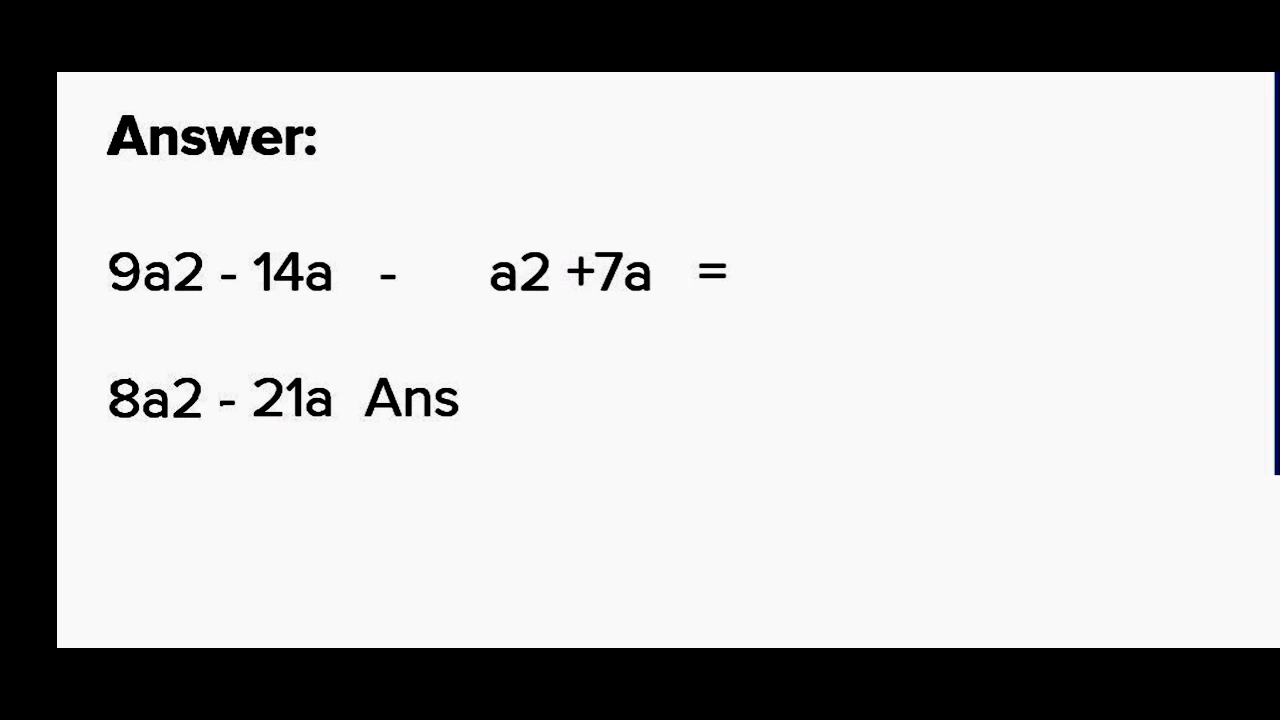 Answer:
9a2 - 14a - a2 +7a =
8a2 - 21a Ans